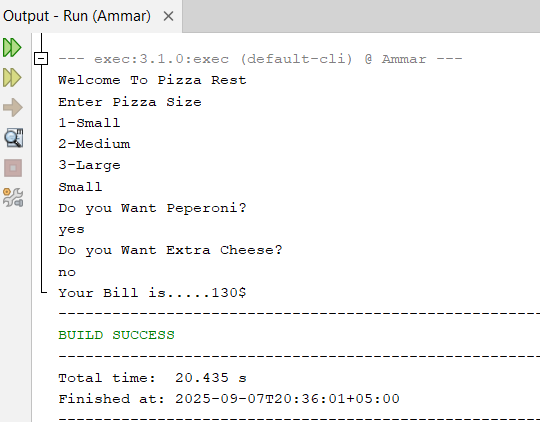 Output - Run (Ammar)
--- exec:3.1.0:exec (default-cli) @ Ammar ---
Welcome To Pizza Rest
Enter Pizza Size
1-Small
2-Medium
3-Large
Small
Do you Want Peperoni?
yes
Do you Want Extra Cheese?
no
Your Bill is.....130$
------------------------------------------------------
BUILD SUCCESS
------------------------------------------------------
Total time:  20.435 s
Finished at: 2025-09-07T20:36:01+05:00
------------------------------------------------------